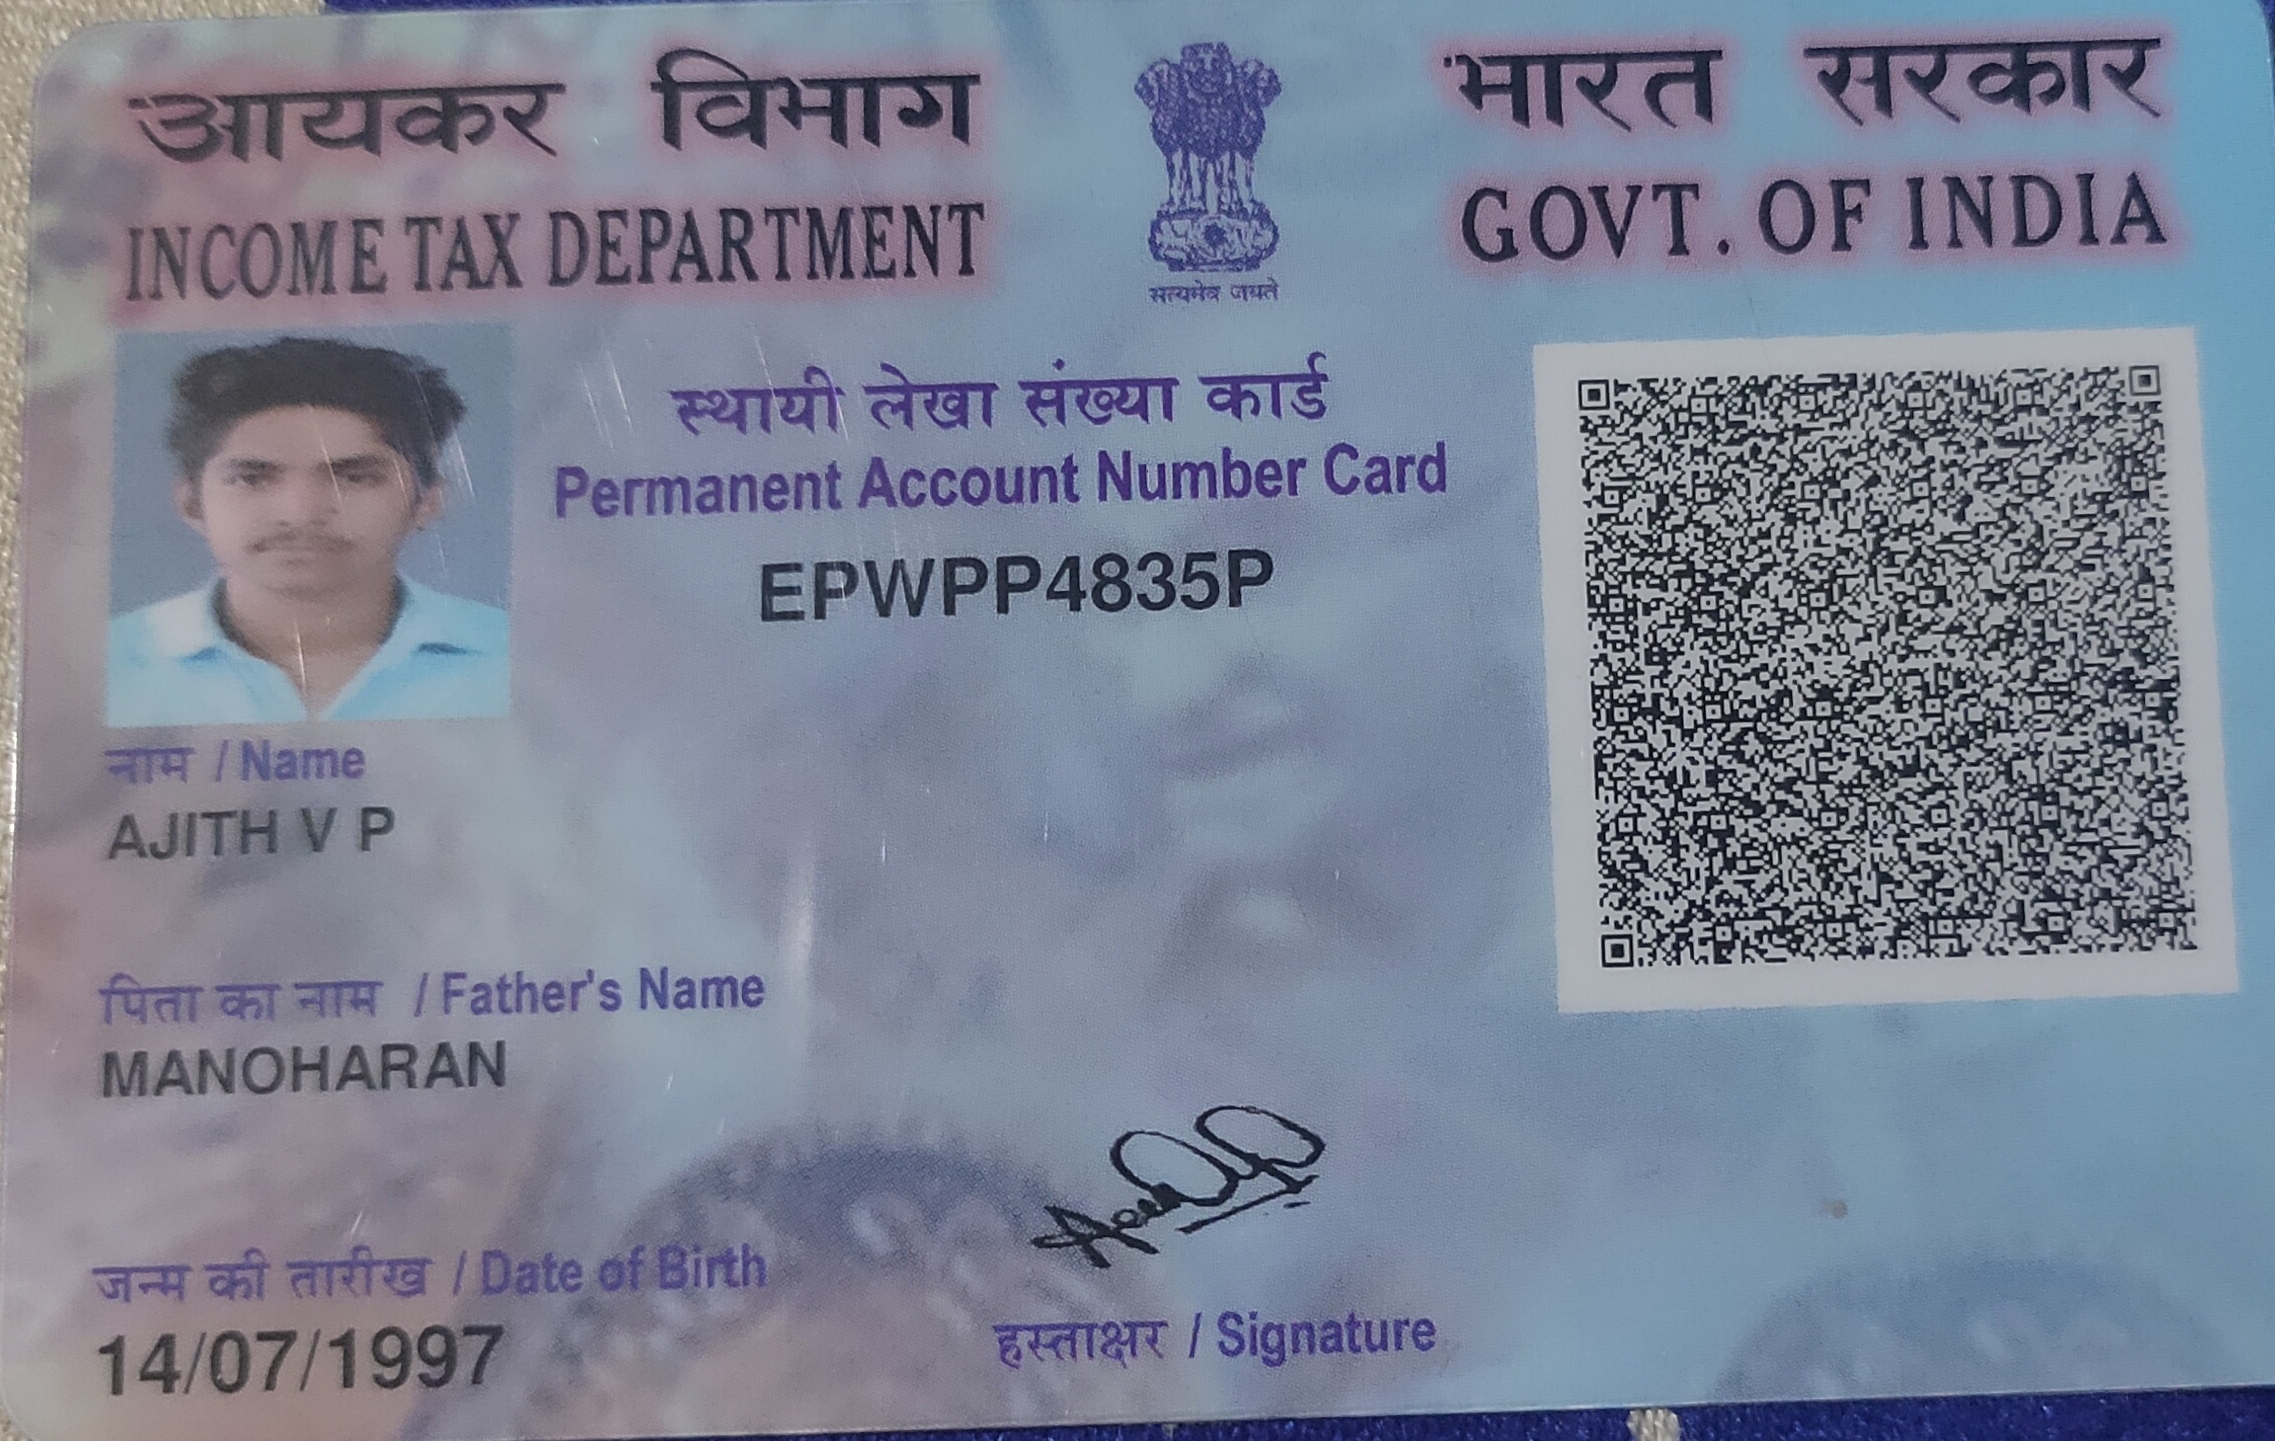 आयकर विभाग
INCOME TAX DEPARTMENT
सत्यमेव जयते
भारत सरकार
GOVT. OF INDIA
स्थायी लेखा संख्या कार्ड
Permanent Account Number Card
EPWPP4835P
नाम / Name
AJITH V P
पिता का नाम / Father's Name
MANOHARAN
जन्म की तारीख / Date of Birth
14/07/1997
हस्ताक्षर / Signature